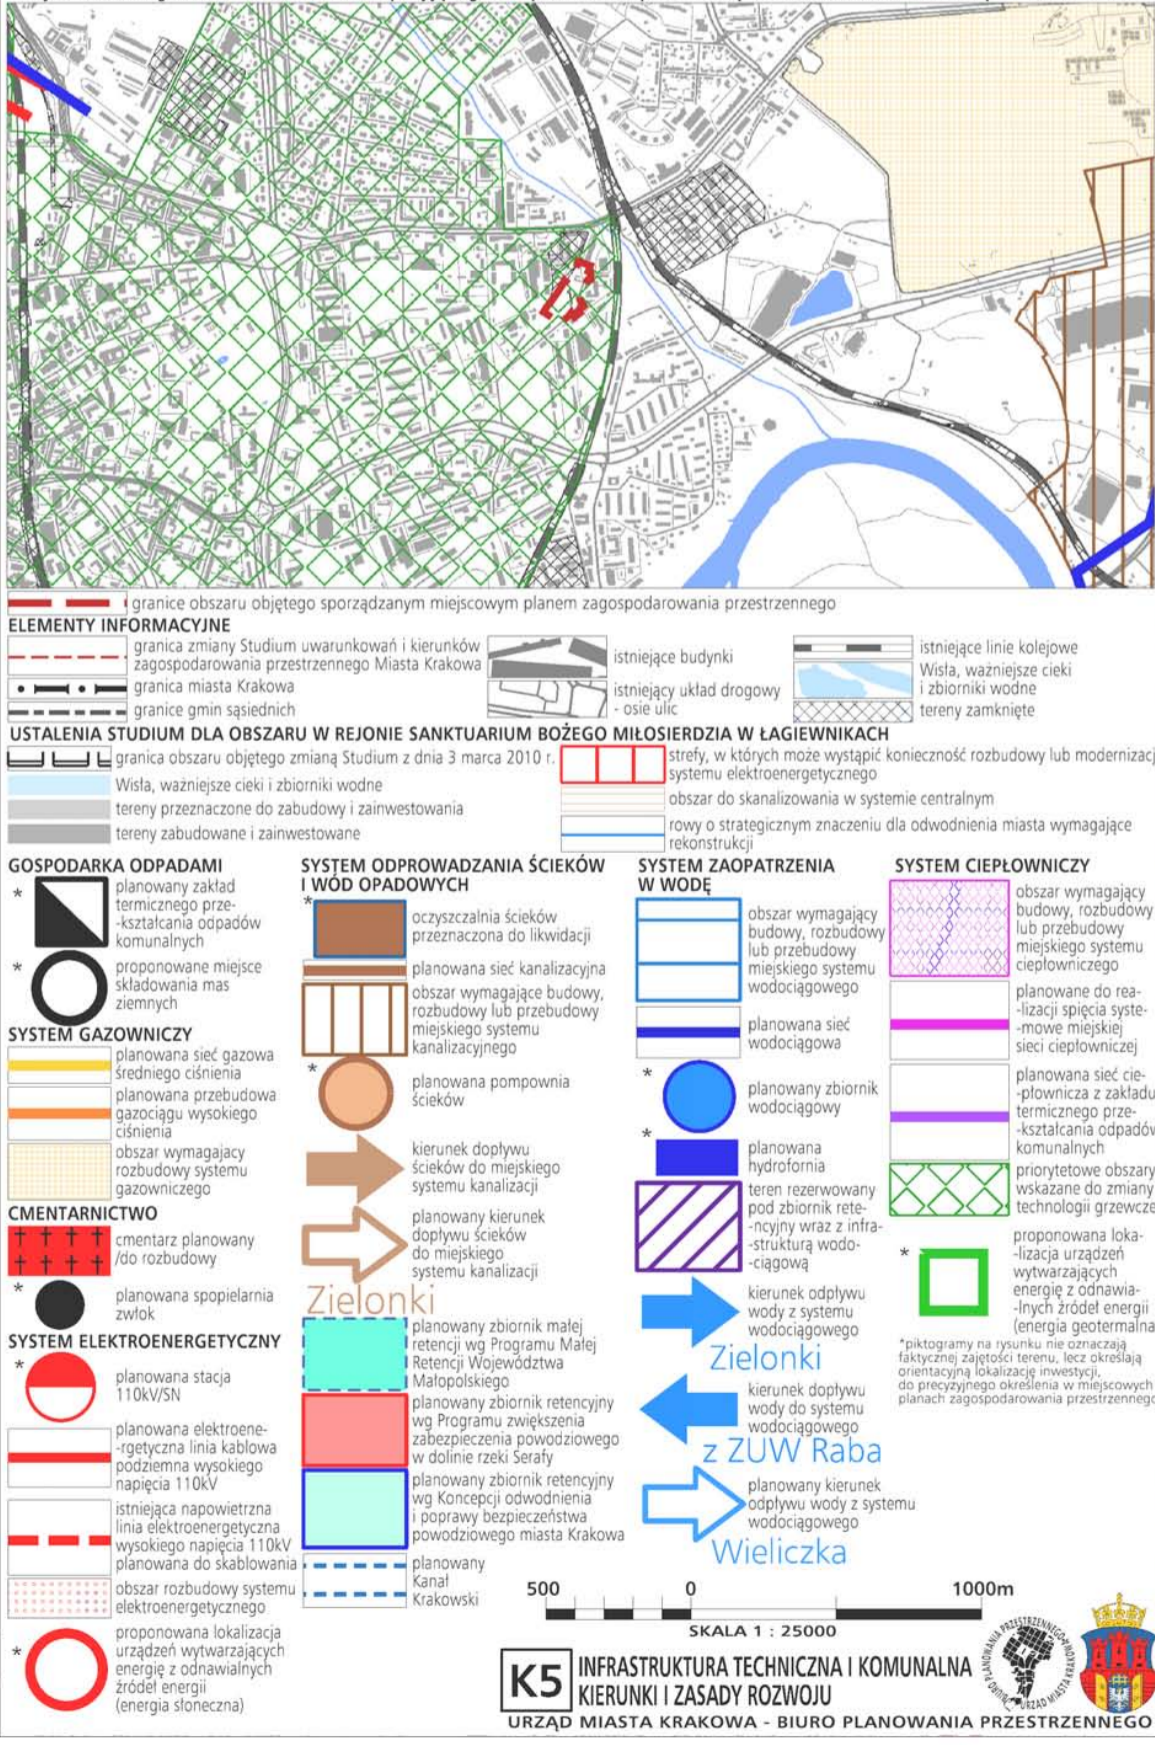 granice obszaru objętego sporządzanym miejscowym planem zagospodarowania przestrzennego
ELEMENTY INFORMACYJNE
granica zmiany Studium uwarunkowań i kierunków
zagospodarowania przestrzennego Miasta Krakowa
granica miasta Krakowa
granice gmin sąsiednich
istniejące budynki
istniejący układ drogowy
- osie ulic
istniejące linie kolejowe
Wisła, ważniejsze cieki
i zbiorniki wodne
tereny zamknięte
USTALENIA STUDIUM DLA OBSZARU W REJONIE SANKTUARIUM BOŻEGO MIŁOSIERDZIA W ŁAGIEWNIKACH
granica obszaru objętego zmianą Studium z dnia 3 marca 2010 r.
Wisła, ważniejsze cieki i zbiorniki wodne
tereny przeznaczone do zabudowy i zainwestowania
tereny zabudowane i zainwestowane
strefy, w których może wystąpić konieczność rozbudowy lub modernizacj
systemu elektroenergetycznego
obszar do skanalizowania w systemie centralnym
rowy o strategicznym znaczeniu dla odwodnienia miasta wymagające
rekonstrukcji
GOSPODARKA ODPADAMI
* planowany zakład
termicznego prze-
-kształcania odpadów
komunalnych
* proponowane miejsce
składowania mas
ziemnych
SYSTEM GAZOWNICZY
planowana sieć gazowa
średniego ciśnienia
planowana przebudowa
gazociągu wysokiego
ciśnienia
obszar wymagajacy
rozbudowy systemu
gazowniczego
CMENTARNICTWO
cmentarz planowany
/do rozbudowy
* planowana spopielarnia
zwłok
SYSTEM ELEKTROENERGETYCZNY
* planowana stacja
110kV/SN
planowana elektroene-
-rgetyczna linia kablowa
podziemna wysokiego
napięcia 110kV
istniejąca napowietrzna
linia elektroenergetyczna
wysokiego napięcia 110kV
planowana do skablowania
obszar rozbudowy systemu
elektroenergetycznego
* proponowana lokalizacja
urządzeń wytwarzających
energię z odnawialnych
źródeł energii
(energia słoneczna)
SYSTEM ODPROWADZANIA ŚCIEKÓW
I WÓD OPADOWYCH
* oczyszczalnia ścieków
przeznaczona do likwidacji
planowana sieć kanalizacyjna
obszar wymagające budowy,
rozbudowy lub przebudowy
miejskiego systemu
kanalizacyjnego
* planowana pompownia
ścieków
kierunek dopływu
ścieków do miejskiego
systemu kanalizacji
planowany kierunek
dopływu ścieków
do miejskiego
systemu kanalizacji
Zielonki
planowany zbiornik małej
retencji wg Programu Małej
Retencji Województwa
Małopolskiego
planowany zbiornik retencyjny
wg Programu zwiększenia
zabezpieczenia powodziowego
w dolinie rzeki Serafy
planowany zbiornik retencyjny
wg Koncepcji odwodnienia
i poprawy bezpieczeństwa
powodziowego miasta Krakowa
planowany
Kanał
Krakowski
SYSTEM ZAOPATRZENIA
W WODĘ
obszar wymagający
budowy, rozbudowy
lub przebudowy
miejskiego systemu
wodociągowego
planowana sieć
wodociągowa
* planowany zbiornik
wodociągowy
* planowana
hydrofornia
teren rezerwowany
pod zbiornik rete-
-ncyjny wraz z infra-
-strukturą wodo-
-ciągową
kierunek odpływu
wody z systemu
wodociągowego
Zielonki
kierunek dopływu
wody do systemu
wodociągowego
z ZUW Raba
planowany kierunek
odpływu wody z systemu
wodociągowego
Wieliczka
SYSTEM CIEPŁOWNICZY
obszar wymagający
budowy, rozbudowy
lub przebudowy
miejskiego systemu
ciepłowniczego
planowane do rea-
-lizacji spięcia syste-
-mowe miejskiej
sieci ciepłowniczej
planowana sieć cie-
-płownicza z zakładu
termicznego prze-
-kształcania odpadów
komunalnych
priorytetowe obszary
wskazane do zmiany
technologii grzewcze
* proponowana loka-
-lizacja urządzeń
wytwarzających
energię z odnawia-
-lnych źródeł energii
(energia geotermalna
*piktogramy na rysunku nie oznaczają
faktycznej zajętości terenu, lecz określają
orientacyjną lokalizację inwestycji,
do precyzyjnego określenia w miejscowych
planach zagospodarowania przestrzennego
500 0 1000m
SKALA 1 : 25000
K5
INFRASTRUKTURA TECHNICZNA I KOMUNALNA
KIERUNKI I ZASADY ROZWOJU
URZĄD MIASTA KRAKOWA - BIURO PLANOWANIA PRZESTRZENNEGO